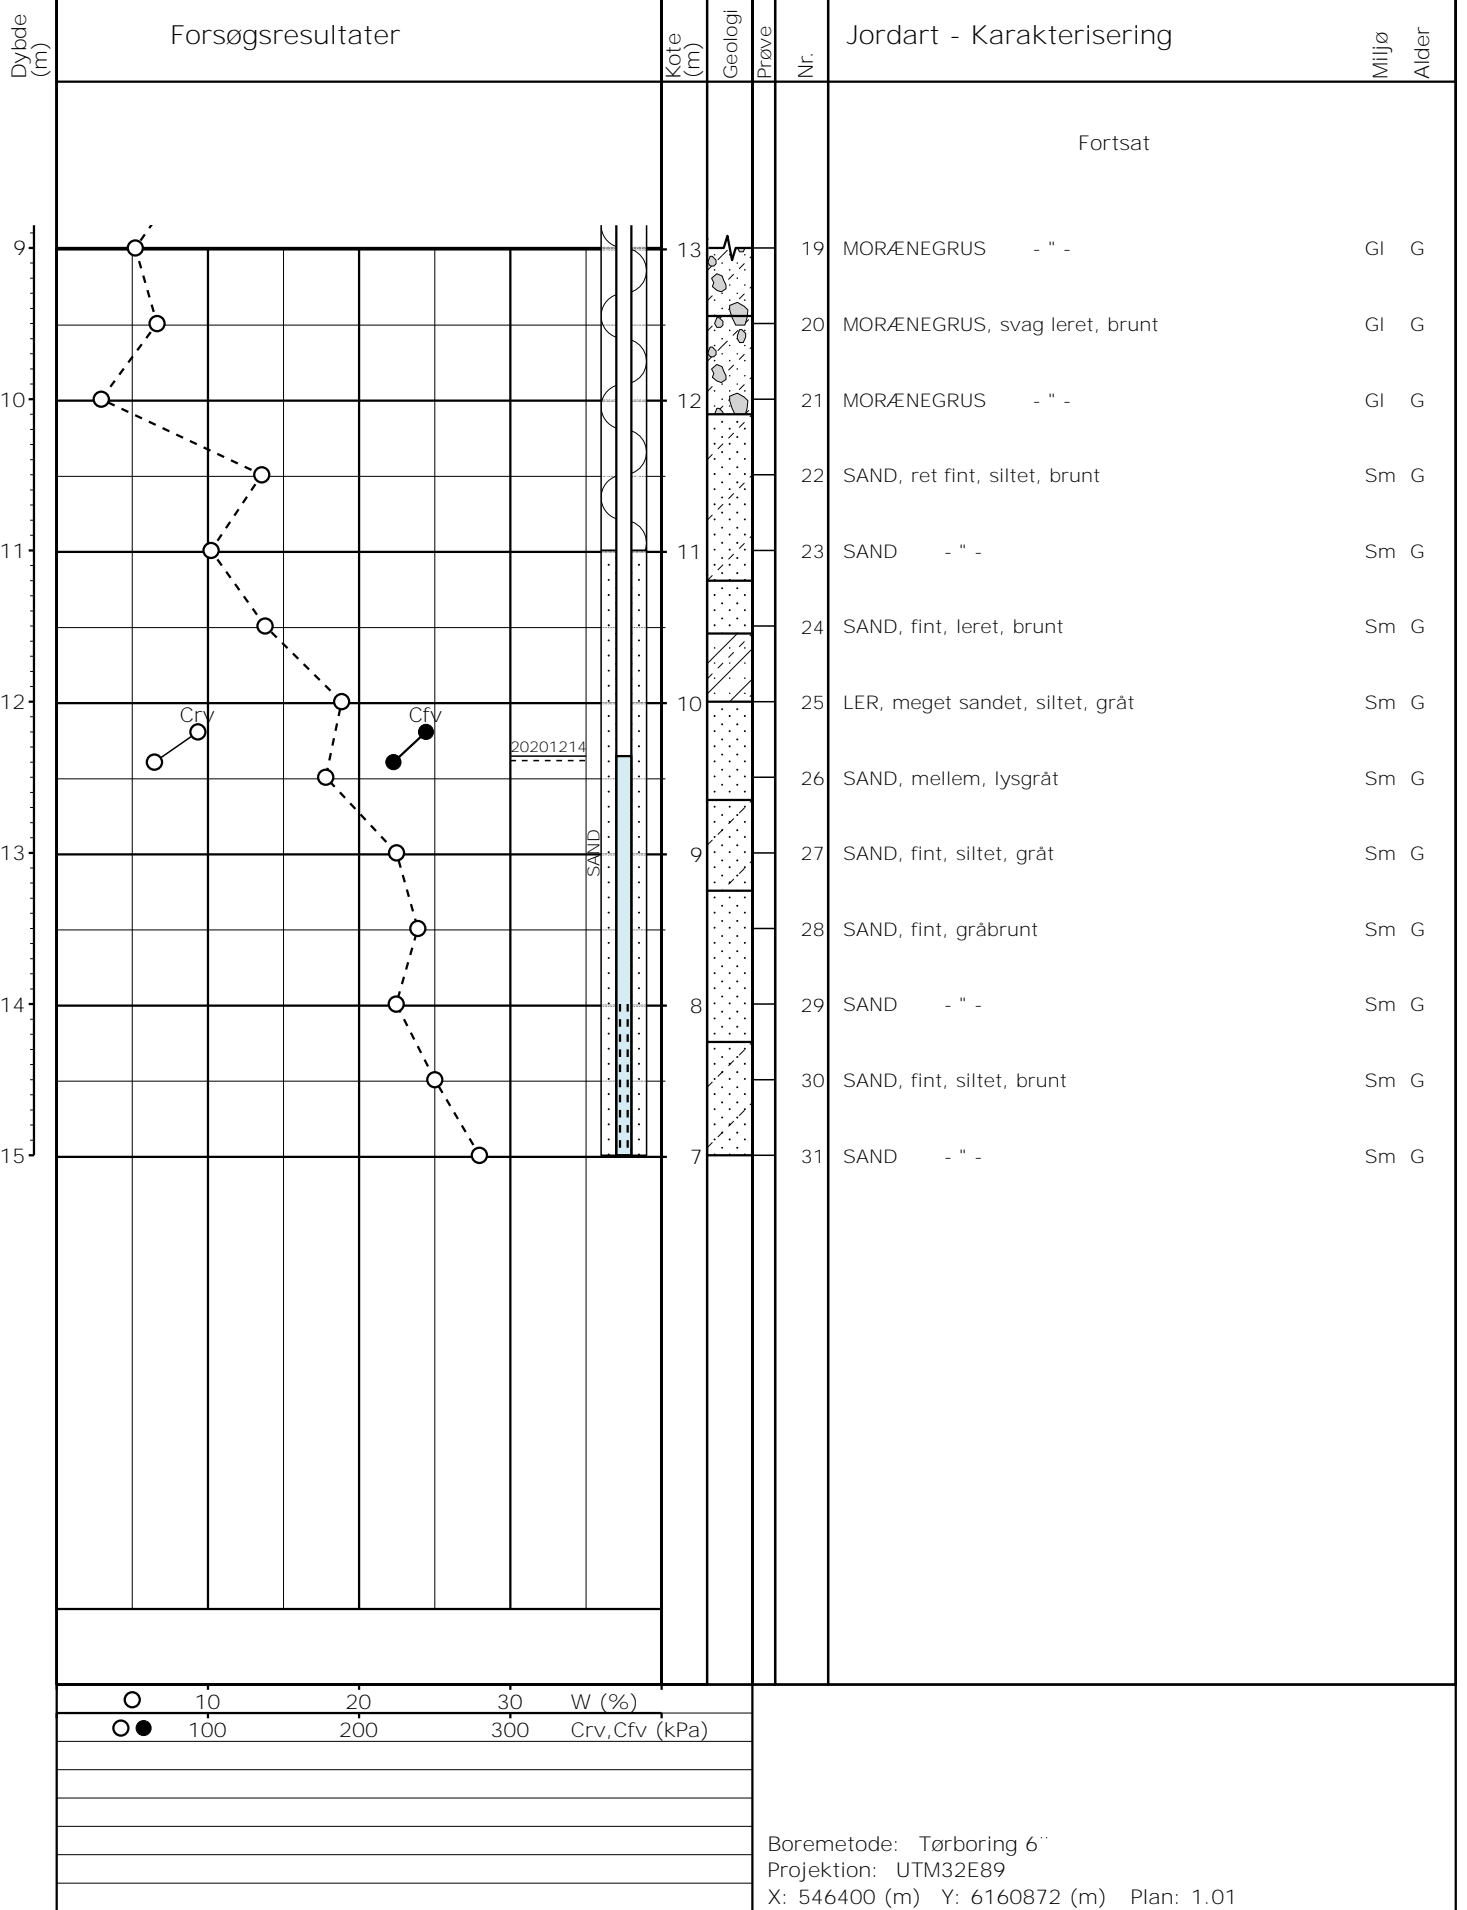 Dybde (m) Forsøgsresultater Kote (m) Geologi Prøve Nr. Jordart - Karakterisering Miljø Alder
Fortsat
9 13 19 MORÆNEGRUS - " - Gl G
20 MORÆNEGRUS, svag leret, brunt Gl G
10 12 21 MORÆNEGRUS - " - Gl G
22 SAND, ret fint, siltet, brunt Sm G
11 11 23 SAND - " - Sm G
24 SAND, fint, leret, brunt Sm G
12 10 25 LER, meget sandet, siltet, gråt Sm G
Crv Cfv
20201214
26 SAND, mellem, lysgråt Sm G
13 SAND 9 27 SAND, fint, siltet, gråt Sm G
28 SAND, fint, gråbrunt Sm G
14 8 29 SAND - " - Sm G
30 SAND, fint, siltet, brunt Sm G
15 7 31 SAND - " - Sm G
10 20 30 W (%)
100 200 300 Crv,Cfv (kPa)
Boremetode: Tørboring 6¨
Projektion: UTM32E89
X: 546400 (m) Y: 6160872 (m) Plan: 1.01